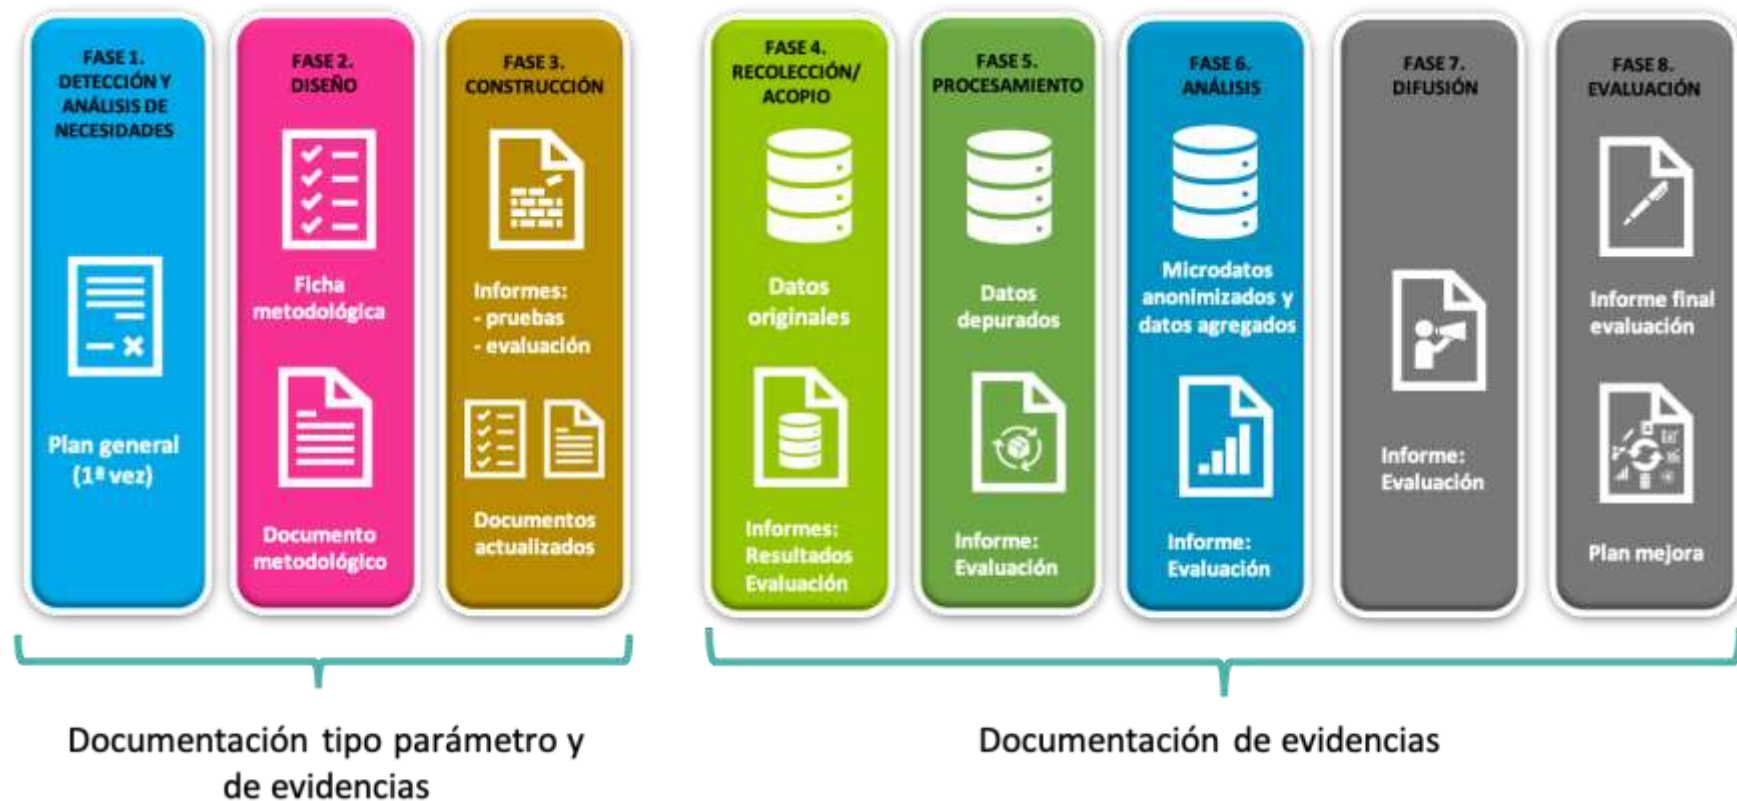 FASE 1.
DETECCIÓN Y
ANÁLISIS DE
NECESIDADES
Plan general
(1ª vez)
FASE 2.
DISEÑO
Ficha
metodológica
Documento
metodológico
FASE 3.
CONSTRUCCIÓN
Informes:
- pruebas
- evaluación
Documentos
actualizados
FASE 4.
RECOLECCIÓN/
ACOPIO
Datos
originales
Informes:
Resultados
Evaluación
FASE 5.
PROCESAMIENTO
Datos
depurados
Informe:
Evaluación
FASE 6.
ANÁLISIS
Microdatos
anonimizados y
datos agregados
Informe:
Evaluación
FASE 7.
DIFUSIÓN
Informe:
Evaluación
FASE 8.
EVALUACIÓN
Informe final
evaluación
Plan mejora
Documentación tipo parámetro y
de evidencias
Documentación de evidencias